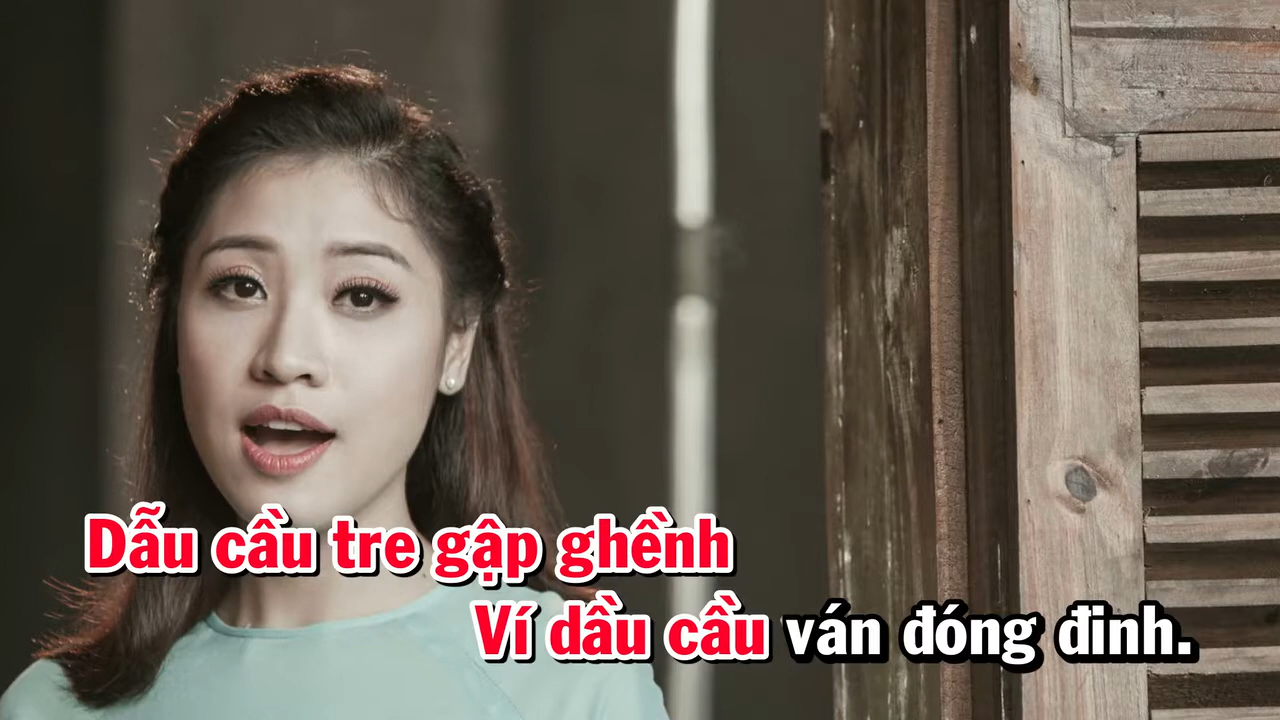 Dẫu cầu tre gập ghềnh
Ví dầu cầu ván đóng đinh.